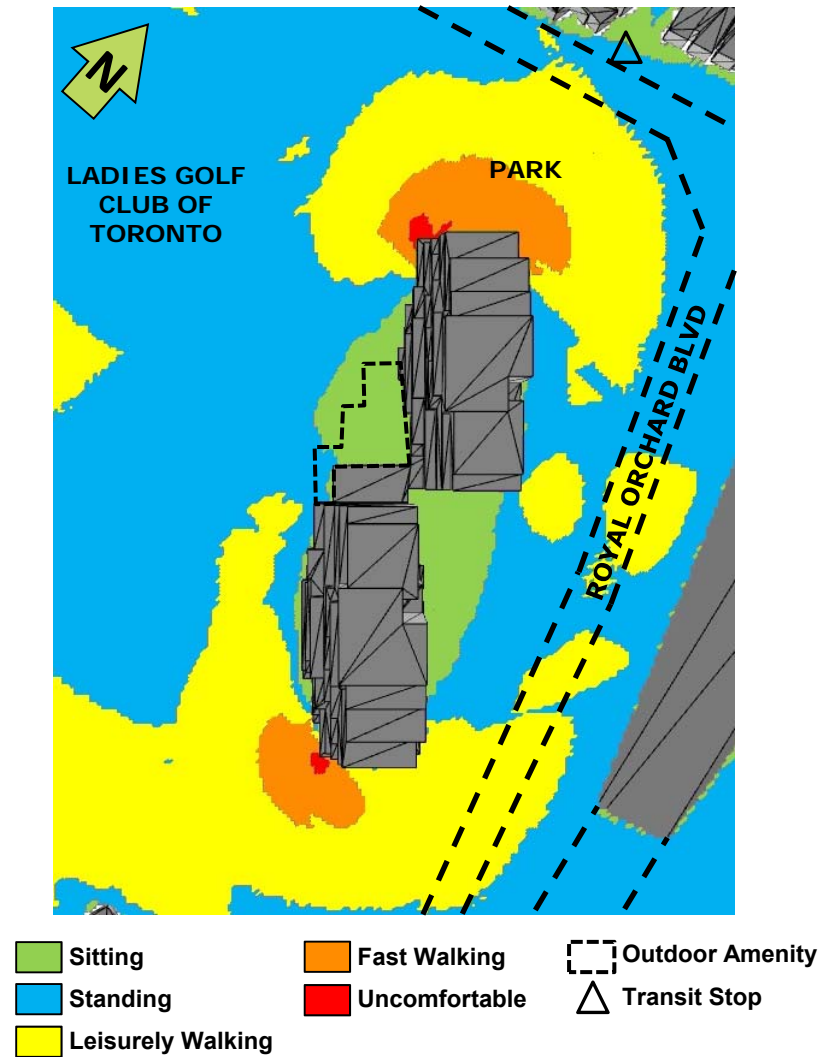 N
PARK
LADIES GOLF
CLUB OF
TORONTO
ROYAL ORCHARD BLVD
Sitting
Fast Walking
Outdoor Amenity
Standing
Uncomfortable
Transit Stop
Leisurely Walking